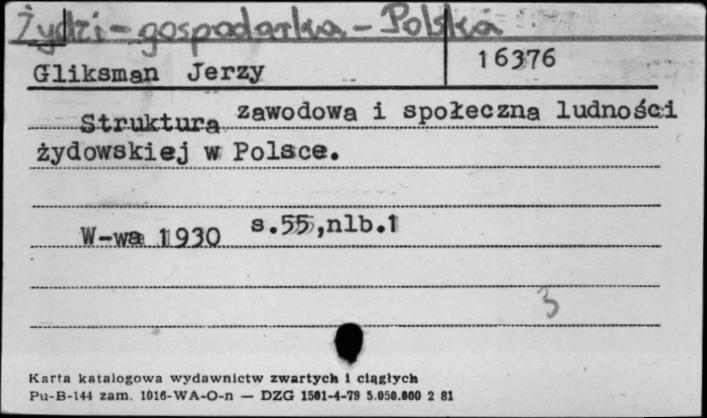 Żydzi - gospodarka - Polska
Gliksman Jerzy 16376
Struktura zawodowa i społeczna ludności
żydowskiej w Polsce.
W-wa 1930 s.55,nlb.1
3
Karta katalogowa wydawnictw zwartych i ciągłych
Pu-B-144 zam. 1016-WA-O-n — DZG 1501-4-79 5.050.000 2 81